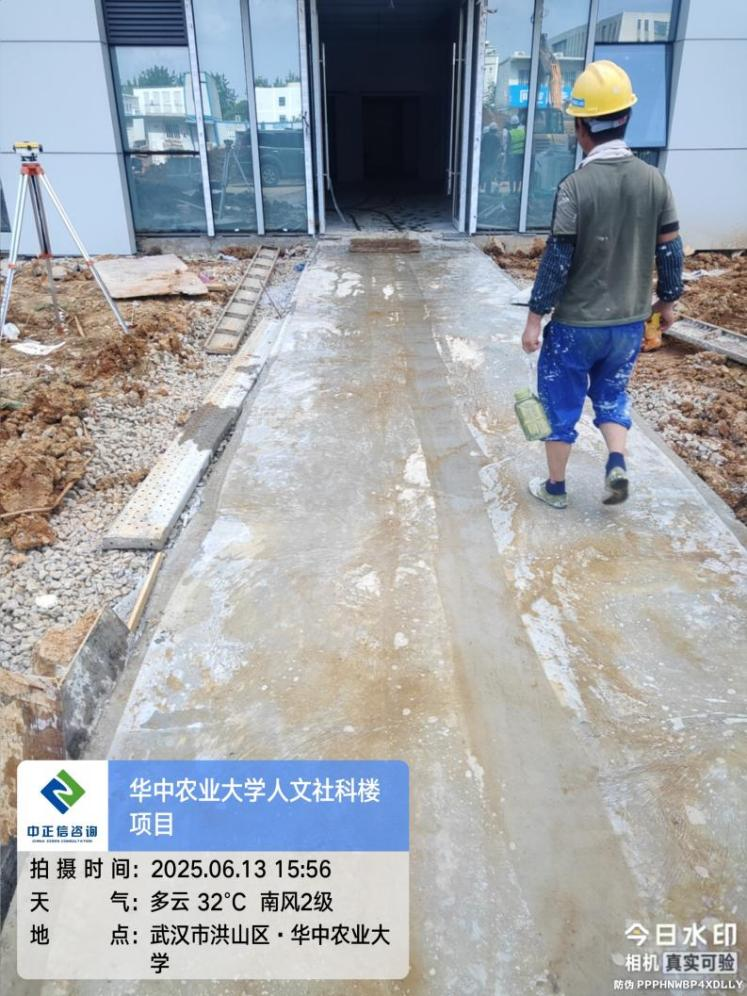 中正信咨询
华中农业大学人文社科楼
项目
拍摄时间: 2025.06.13 15:56
天气: 多云 32°C 南风2级
地点: 武汉市洪山区·华中农业大
学
今日水印
相机 真实可验
防伪 PPPHNWBP4XDLLY